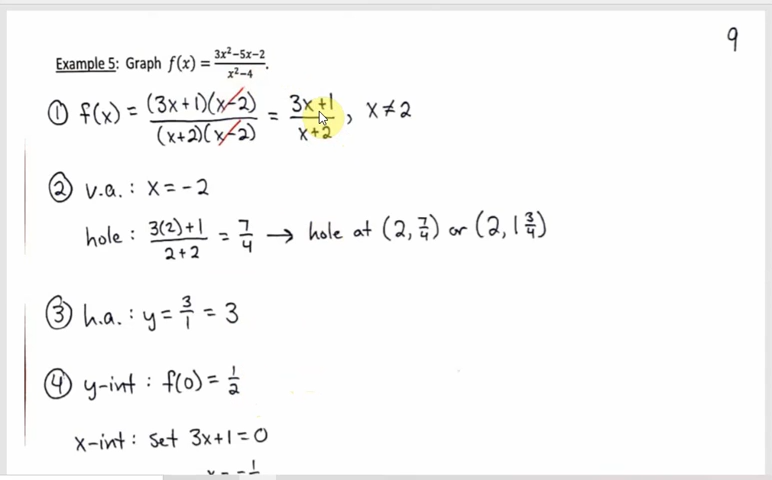 9
Example 5: Graph f(x) = (3x²−5x−2)/(x²−4).
① f(x) = ((3x+1)(x−2))/((x+2)(x−2)) = (3x+1)/(x+2), x≠2
② v.a.: x = −2
hole: (3(2)+1)/(2+2) = 7/4 → hole at (2, 7/4) or (2, 1 3/4)
③ h.a.: y = 3/1 = 3
④ y-int: f(0) = 1/2
x-int: set 3x+1=0